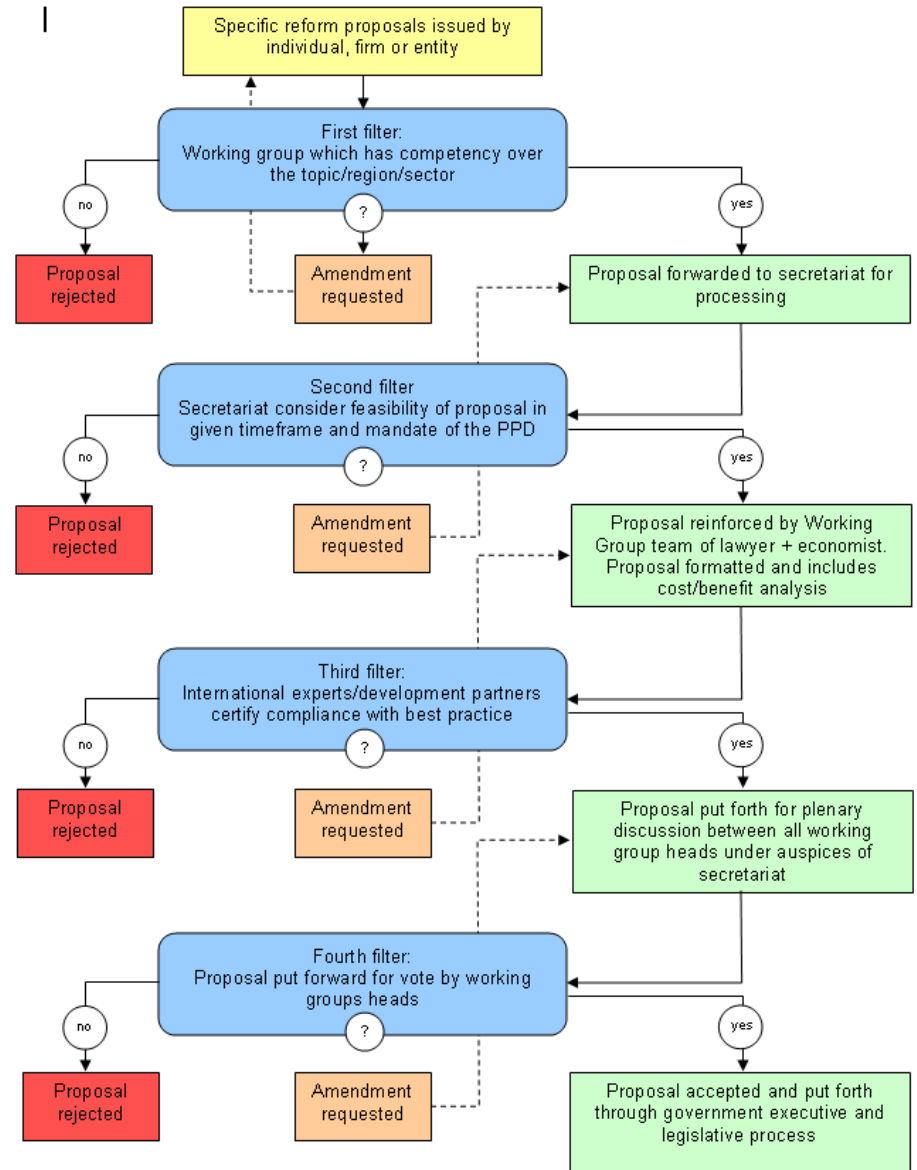 Specific reform proposals issued by
individual, firm or entity
First filter:
Working group which has competency over
the topic/region/sector
no
?
yes
Proposal
rejected
Amendment
requested
Proposal forwarded to secretariat for
processing
Second filter
Secretariat consider feasibility of proposal in
given timeframe and mandate of the PPD
no
?
yes
Proposal
rejected
Amendment
requested
Proposal reinforced by Working
Group team of lawyer + economist.
Proposal formatted and includes
cost/benefit analysis
Third filter:
International experts/development partners
certify compliance with best practice
no
?
yes
Proposal
rejected
Amendment
requested
Proposal put forth for plenary
discussion between all working
group heads under auspices of
secretariat
Fourth filter:
Proposal put forward for vote by working
groups heads
no
?
yes
Proposal
rejected
Amendment
requested
Proposal accepted and put forth
through government executive and
legislative process